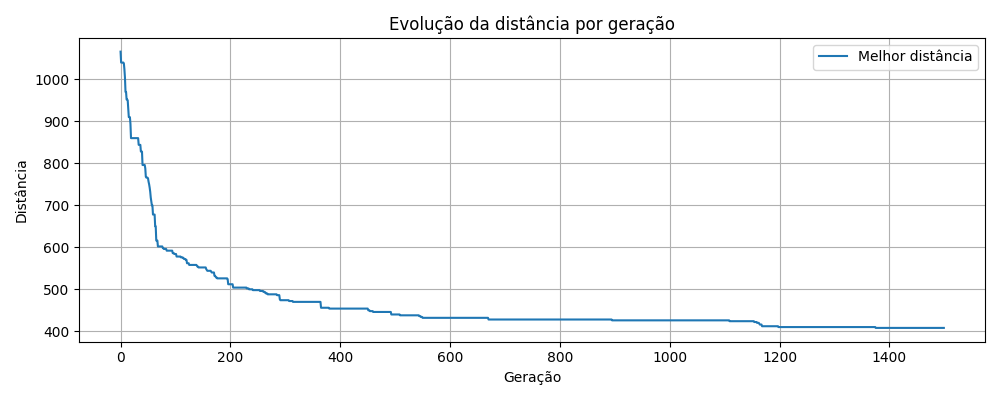 Evolução da distância por geração
Melhor distância
Distância
1000
900
800
700
600
500
400
0 200 400 600 800 1000 1200 1400
Geração